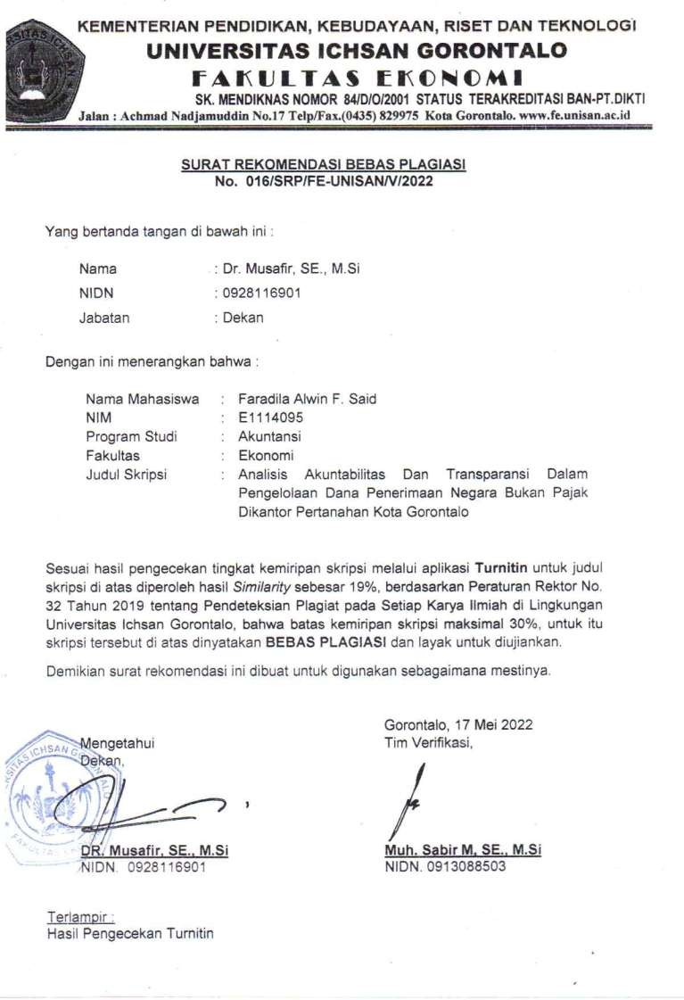 KEMENTERIAN PENDIDIKAN, KEBUDAYAAN, RISET DAN TEKNOLOGI
UNIVERSITAS ICHSAN GORONTALO
FAKULTAS EKONOMI
SK. MENDIKNAS NOMOR 84/D/O/2001 STATUS TERAKREDITASI BAN-PT.DIKTI
Jalan : Achmad Nadjamuddin No.17 Telp/Fax.(0435) 829975 Kota Gorontalo. www.fe.unisan.ac.id
SURAT REKOMENDASI BEBAS PLAGIASI
No. 016/SRP/FE-UNISAN/V/2022
Yang bertanda tangan di bawah ini :
Nama : Dr. Musafir, SE., M.Si
NIDN : 0928116901
Jabatan : Dekan
Dengan ini menerangkan bahwa :
Nama Mahasiswa : Faradila Alwin F. Said
NIM : E1114095
Program Studi : Akuntansi
Fakultas : Ekonomi
Judul Skripsi : Analisis Akuntabilitas Dan Transparansi Dalam
Pengelolaan Dana Penerimaan Negara Bukan Pajak
Dikantor Pertanahan Kota Gorontalo
Sesuai hasil pengecekan tingkat kemiripan skripsi melalui aplikasi Turnitin untuk judul
skripsi di atas diperoleh hasil Similarity sebesar 19%, berdasarkan Peraturan Rektor No.
32 Tahun 2019 tentang Pendeteksian Plagiat pada Setiap Karya Ilmiah di Lingkungan
Universitas Ichsan Gorontalo, bahwa batas kemiripan skripsi maksimal 30%, untuk itu
skripsi tersebut di atas dinyatakan BEBAS PLAGIASI dan layak untuk diujiankan.
Demikian surat rekomendasi ini dibuat untuk digunakan sebagaimana mestinya.
Gorontalo, 17 Mei 2022
Mengetahui
Tim Verifikasi,
Dekan,
DR. Musafir, SE., M.Si
Muh. Sabir M, SE., M.Si
NIDN. 0928116901
NIDN. 0913088503
Terlampir :
Hasil Pengecekan Turnitin